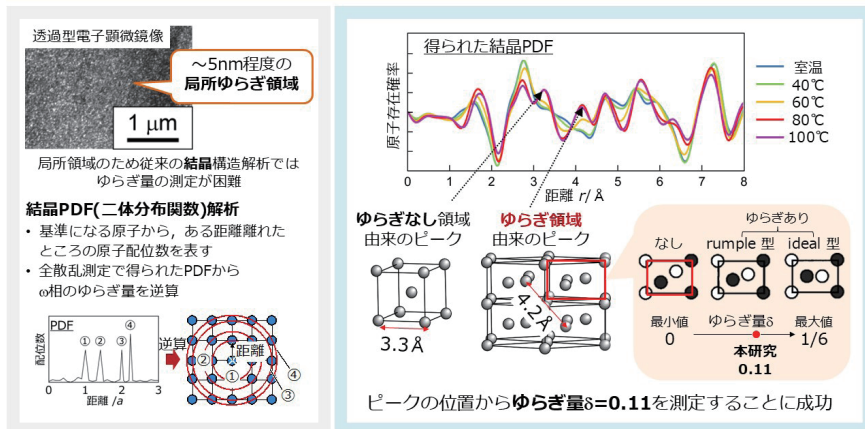 透過型電子顕微鏡像
～5nm程度の
局所ゆらぎ領域
1 μm
局所領域のため従来の結晶構造解析では
ゆらぎ量の測定が困難
結晶PDF(二体分布関数)解析
• 基準になる原子から，ある距離離れた
ところの原子配位数を表す
• 全散乱測定で得られたPDFから
ω相のゆらぎ量を逆算
PDF
配位数
① ② ③ ④
0 1 2 3
距離 /a
逆算
距離
②
①
④
③
得られた結晶PDF
原子存在確率
室温
40℃
60℃
80℃
100℃
0 1 2 3 4 5 6 7 8
距離 r/ Å
ゆらぎなし領域
由来のピーク
3.3Å
ゆらぎ領域
由来のピーク
4.2Å
ゆらぎあり
なし rumple 型 ideal 型
最小値 ゆらぎ量δ 最大値
0 1/6
本研究
0.11
ピークの位置からゆらぎ量δ=0.11を測定することに成功